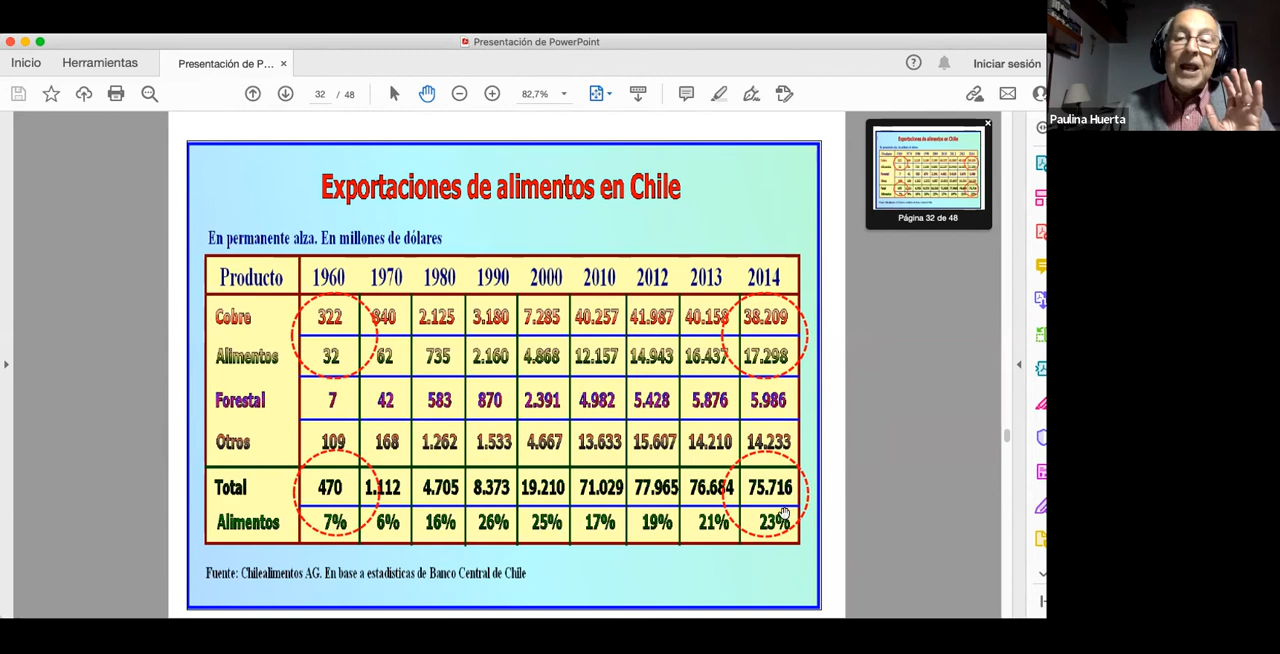 Presentación de PowerPoint
Inicio Herramientas Presentación de P... × Iniciar sesión
32 / 48 82,7%
Paulina Huerta
Exportaciones de alimentos en Chile
En permanente alza. En millones de dólares
Producto 1960 1970 1980 1990 2000 2010 2012 2013 2014
Cobre 322 840 2.125 3.180 7.285 40.257 41.987 40.158 38.209
Alimentos 32 62 735 2.160 4.868 12.157 14.943 16.437 17.298
Forestal 7 42 583 870 2.391 4.982 5.428 5.876 5.986
Otros 109 168 1.262 1.533 4.667 13.633 15.607 14.210 14.233
Total 470 1.112 4.705 8.373 19.210 71.029 77.965 76.684 75.716
Alimentos 7% 6% 16% 26% 25% 17% 19% 21% 23%
Fuente: Chilealimentos AG. En base a estadisticas de Banco Central de Chile
Exportaciones de alimentos en Chile
Página 32 de 48